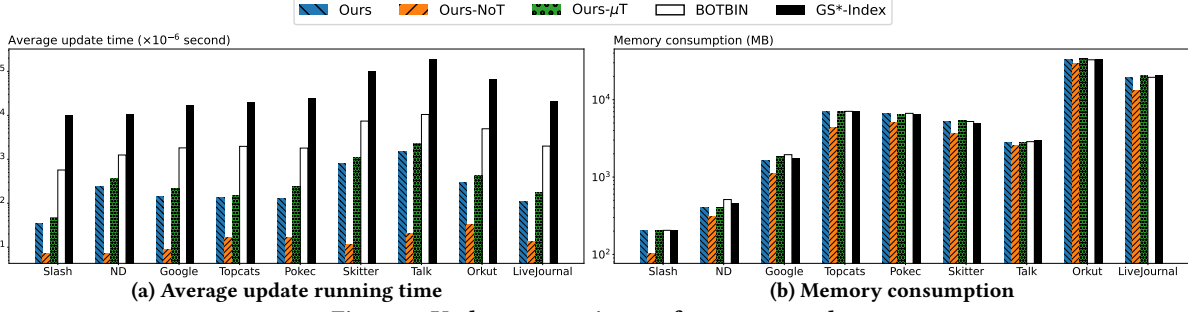 Ours Ours-NoT Ours-μT BOTBIN GS*-Index
Average update time (×10⁻⁶ second)
5
4
3
2
1
Slash ND Google Topcats Pokec Skitter Talk Orkut LiveJournal
(a) Average update running time
Memory consumption (MB)
10⁴
10³
10²
Slash ND Google Topcats Pokec Skitter Talk Orkut LiveJournal
(b) Memory consumption